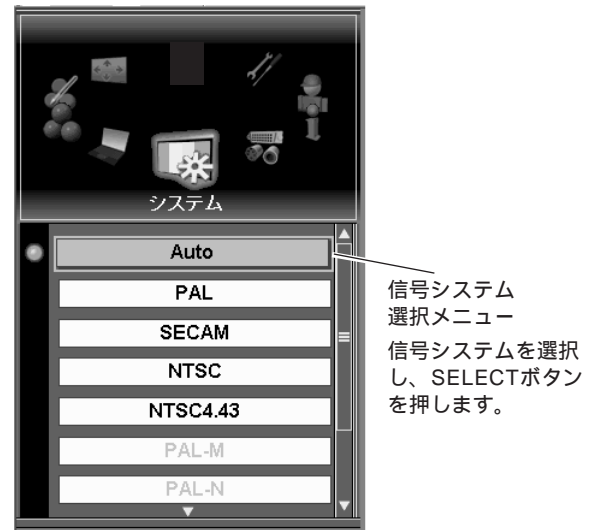 システム
Auto
PAL
SECAM
NTSC
NTSC4.43
PAL-M
PAL-N
信号システム
選択メニュー
信号システムを選択
し、SELECTボタン
を押します。